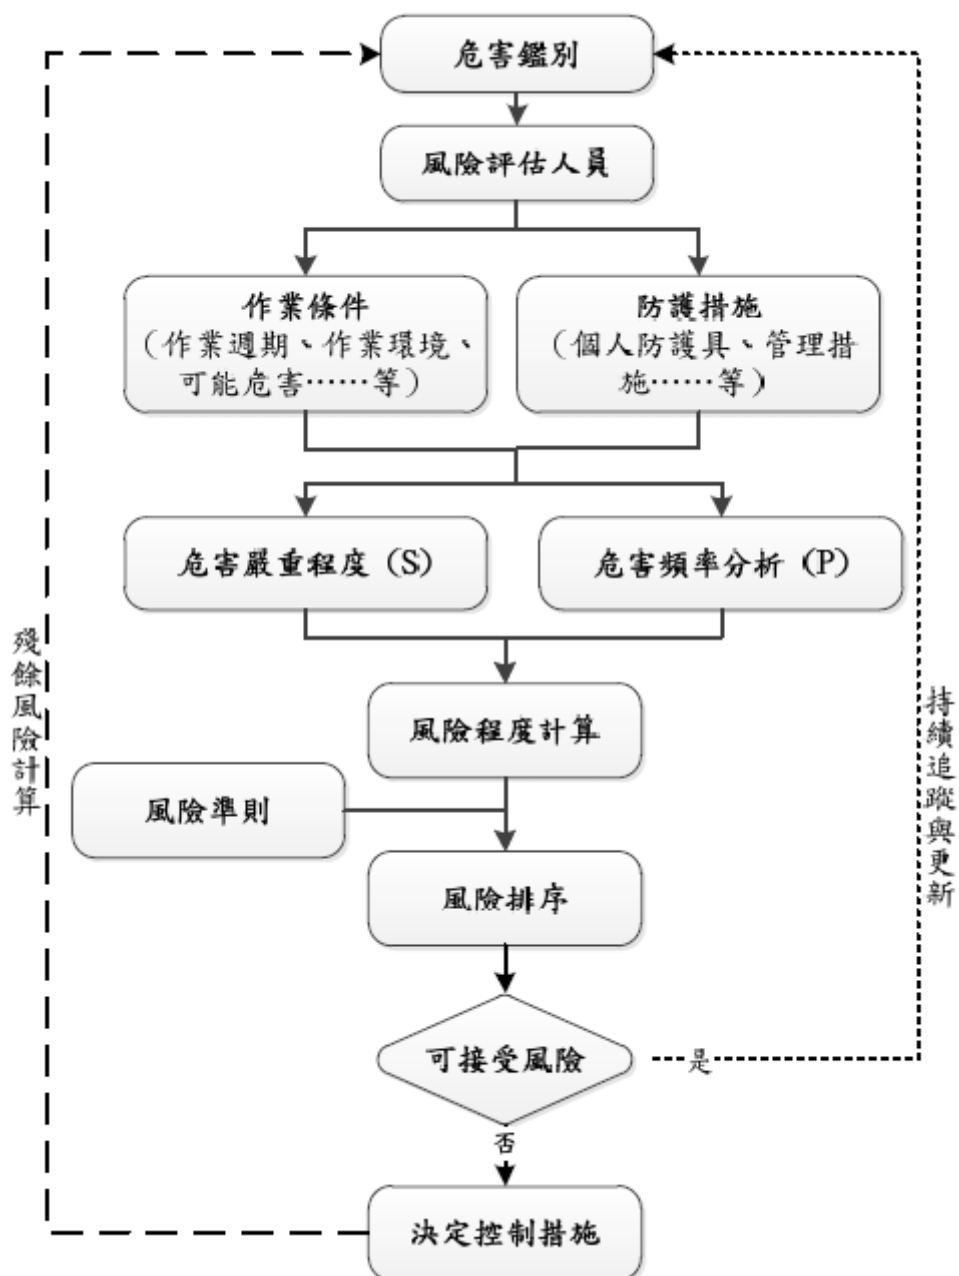 危害鑑別
風險評估人員
作業條件
（作業週期、作業環境、
可能危害……等）
防護措施
（個人防護具、管理措
施……等）
危害嚴重程度（S）
危害頻率分析（P）
殘餘風險計算
風險程度計算
持續追蹤與更新
風險準則
風險排序
可接受風險
是
否
決定控制措施